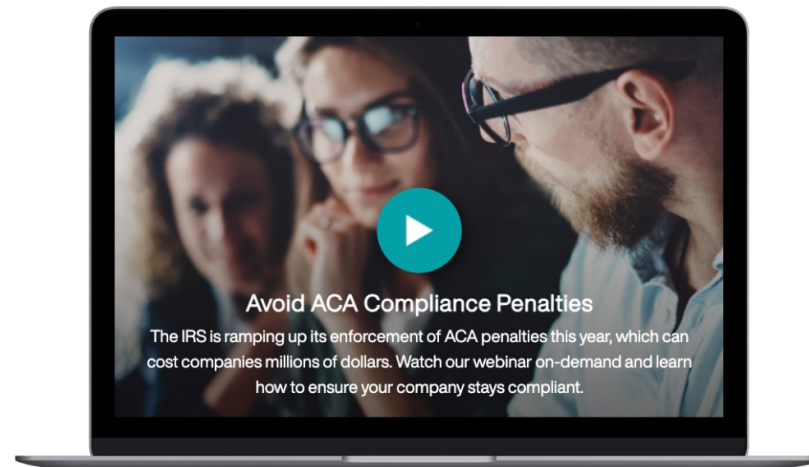 Avoid ACA Compliance Penalties
The IRS is ramping up its enforcement of ACA penalties this year, which can
cost companies millions of dollars. Watch our webinar on-demand and learn
how to ensure your company stays compliant.